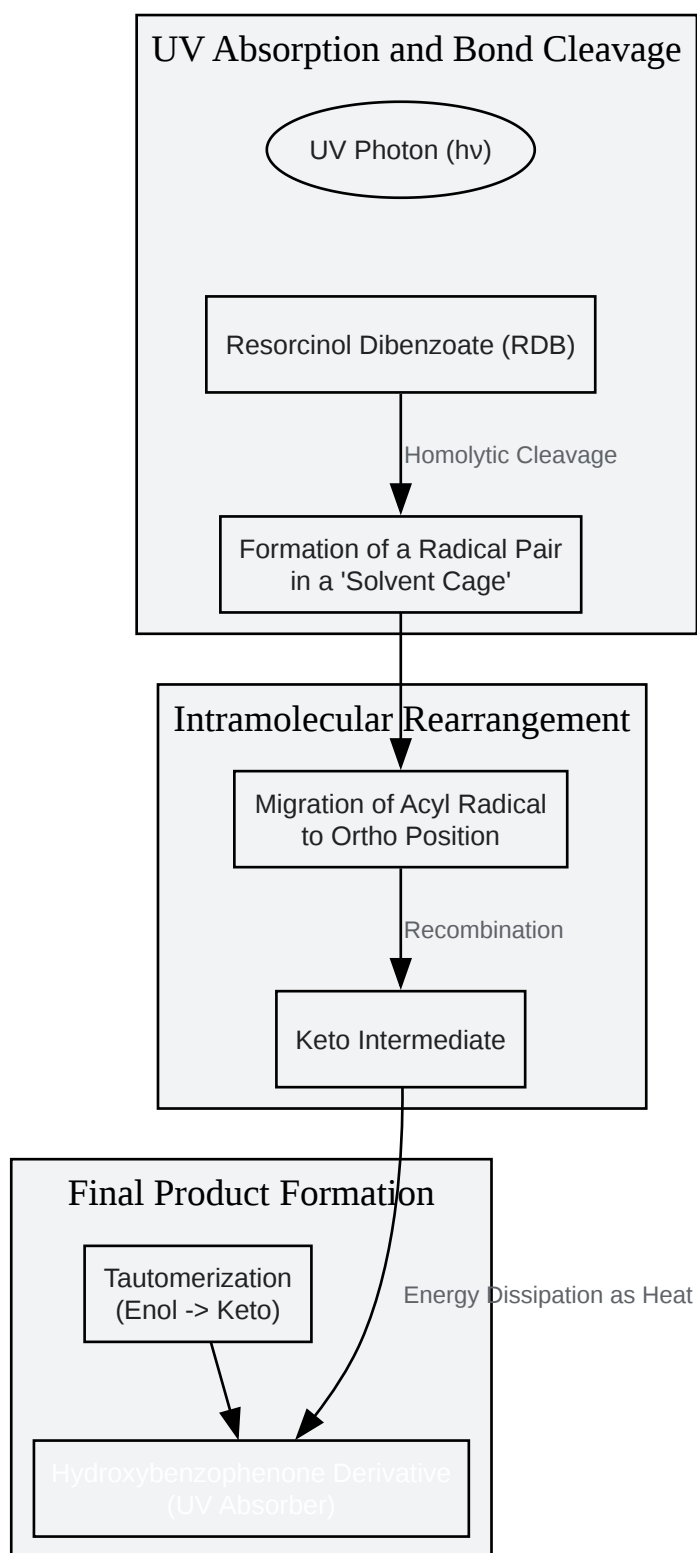 UV Absorption and Bond Cleavage
UV Photon (hν)
Resorcinol Dibenzoate (RDB)
Homolytic Cleavage
Formation of a Radical Pair
in a 'Solvent Cage'
Intramolecular Rearrangement
Migration of Acyl Radical
to Ortho Position
Recombination
Keto Intermediate
Final Product Formation
Tautomerization
(Enol -> Keto)
Energy Dissipation as Heat
Hydroxybenzophenone Derivative
(UV Absorber)